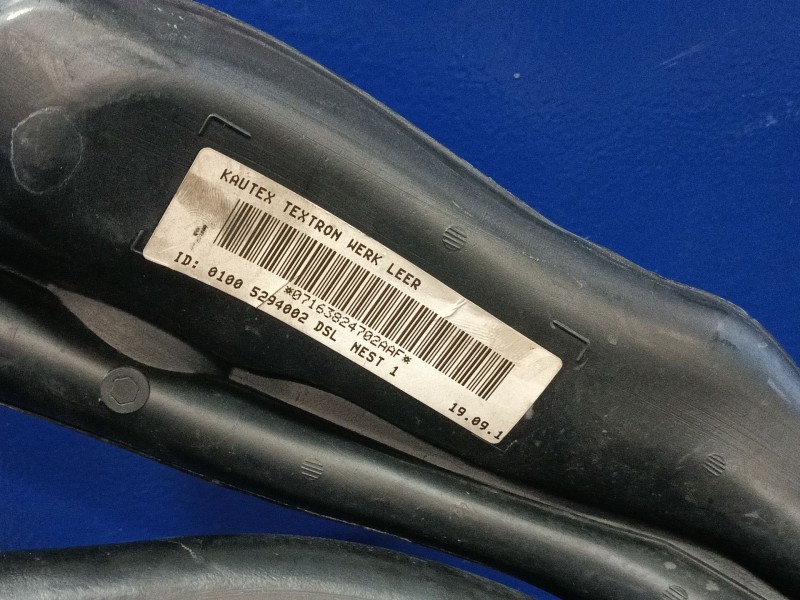 KAUTEX TEXTRON WERK LEER
*07163824702AAF*
ID: 0100 5294002 DSL NEST 1
19.09.1